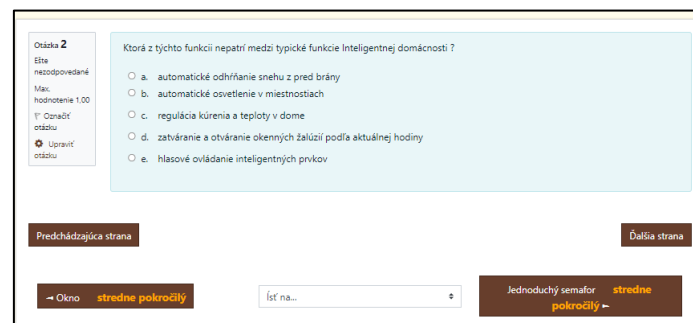 Otázka 2
Ešte
nezodpovedané
Max.
hodnotenie 1,00
Označiť
otázku
Upraviť
otázku
Ktorá z týchto funkcii nepatrí medzi typické funkcie Inteligentnej domácnosti ?
a. automatické odhŕňanie snehu z pred brány
b. automatické osvetlenie v miestnostiach
c. regulácia kúrenia a teploty v dome
d. zatváranie a otváranie okenných žalúzií podľa aktuálnej hodiny
e. hlasové ovládanie inteligentných prvkov
Predchádzajúca strana
Ďalšia strana
◄ Okno stredne pokročilý
Ísť na...
Jednoduchý semafor stredne
pokročilý ►